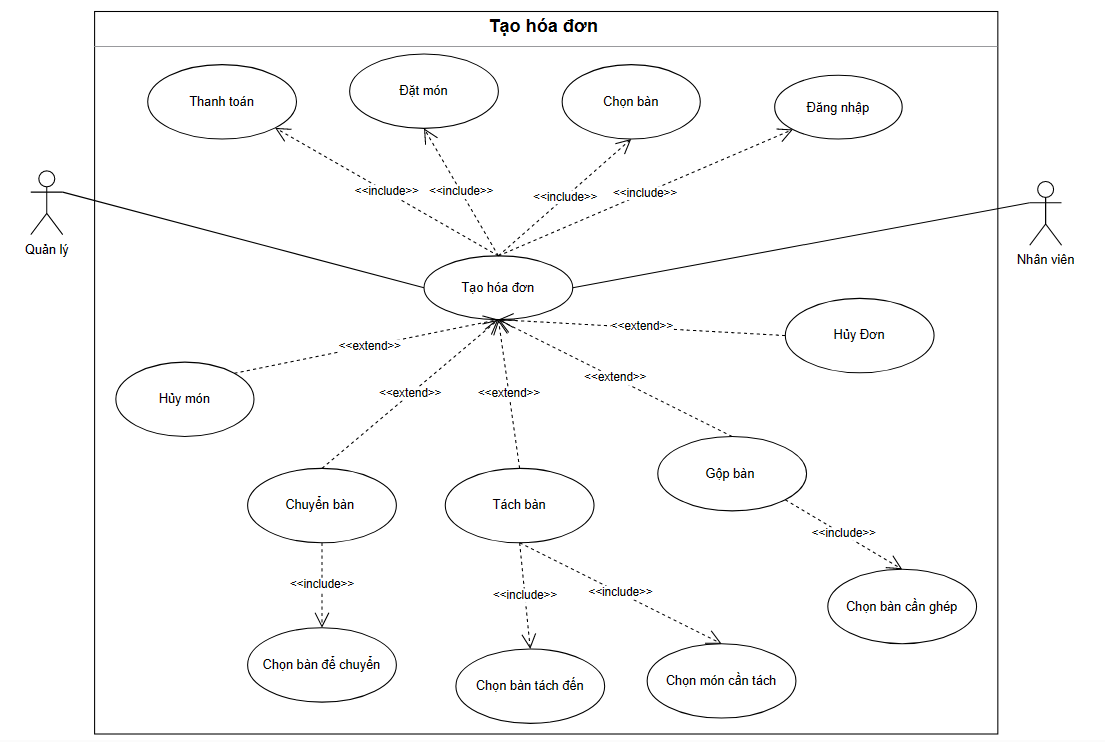 Tạo hóa đơn
Thanh toán
Đặt món
Chọn bàn
Đăng nhập
<<include>>
<<include>>
<<include>>
<<include>>
Quản lý
Nhân viên
Tạo hóa đơn
<<extend>>
<<extend>>
<<extend>>
<<extend>>
<<extend>>
Hủy Đơn
Hủy món
Gộp bàn
Chuyển bàn
Tách bàn
<<include>>
<<include>>
<<include>>
<<include>>
Chọn bàn cần ghép
Chọn bàn để chuyển
Chọn bàn tách đến
Chọn món cần tách